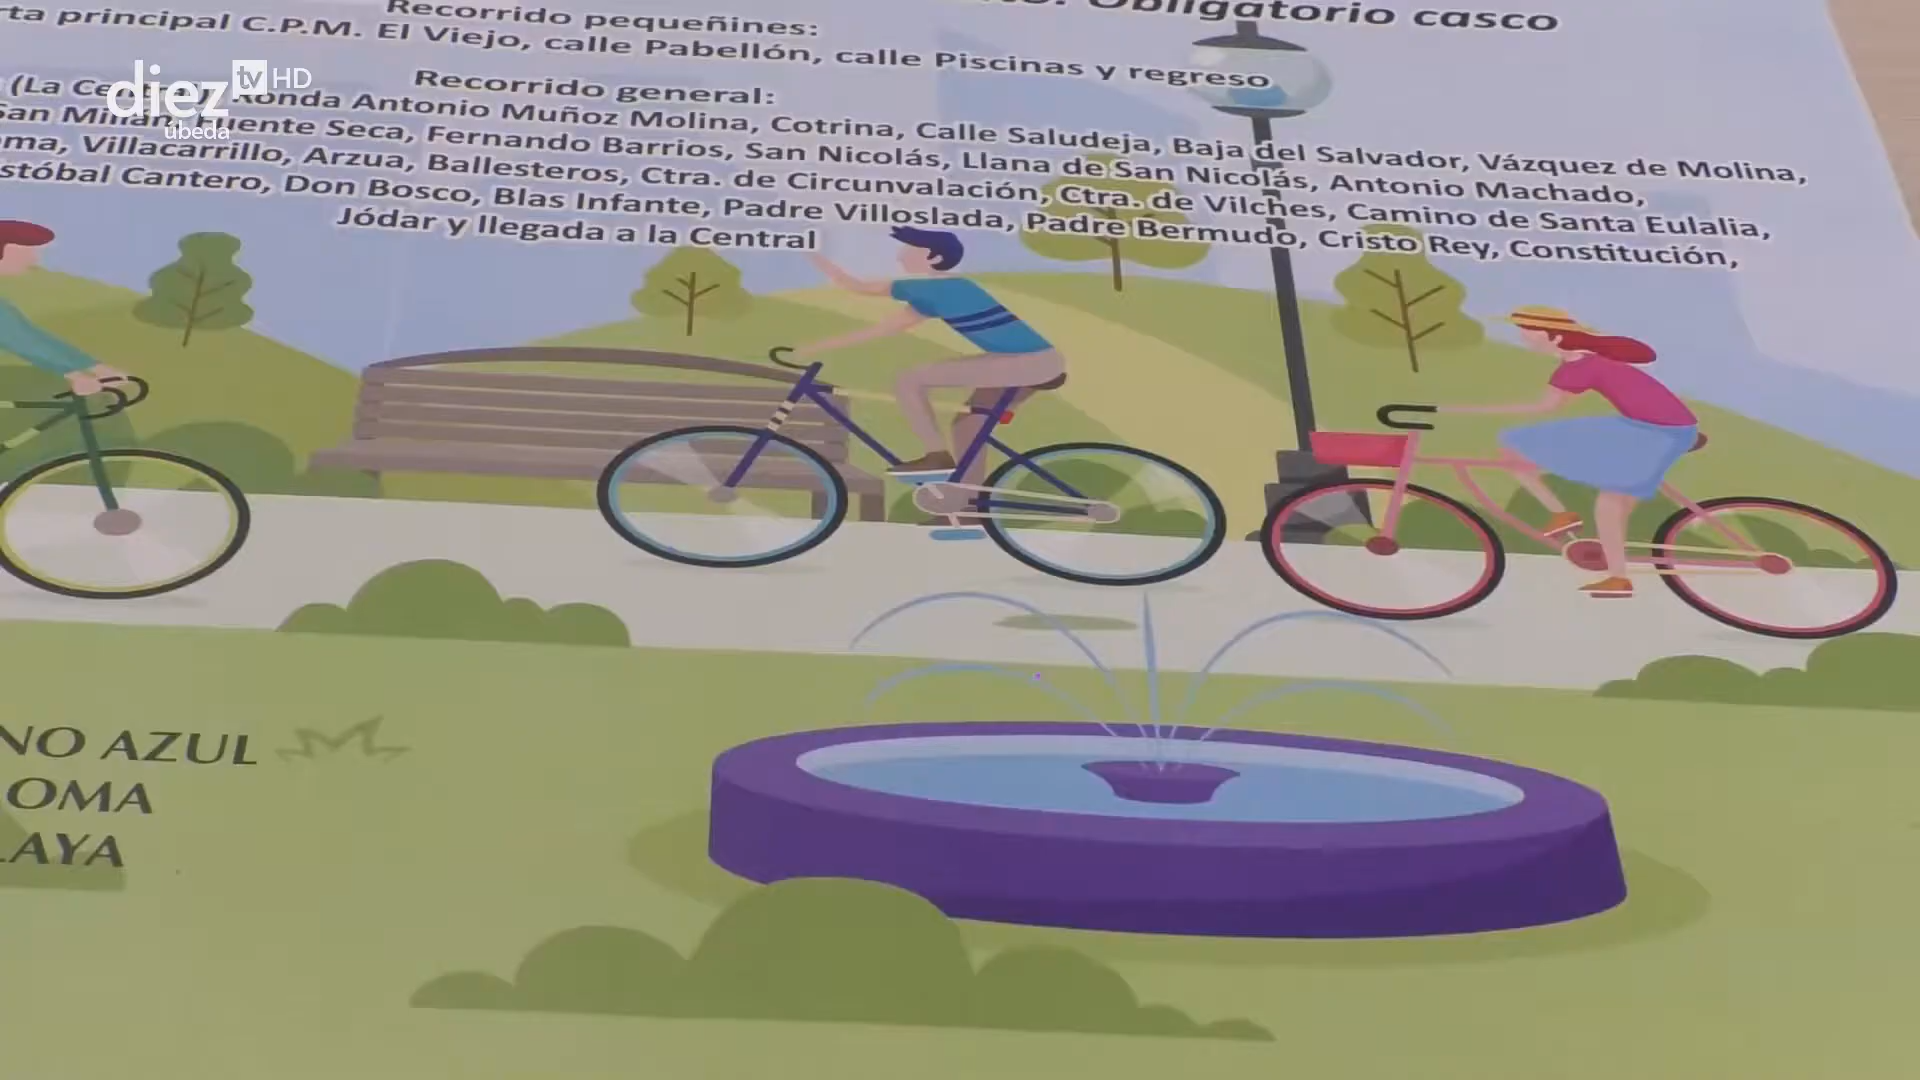 Obligatorio casco
Recorrido pequeñines:
principal C.P.M. El Viejo, calle Pabellón, calle Piscinas y regreso
Recorrido general:
(La Ronda Antonio Muñoz Molina, Cotrina, Calle Saludeja, Baja del Salvador, Vázquez de Molina,
San Millán, Fuente Seca, Fernando Barrios, San Nicolás, Llana de San Nicolás, Antonio Machado,
Villacarrillo, Arzua, Ballesteros, Ctra. de Circunvalación, Ctra. de Vilches, Camino de Santa Eulalia,
Cantero, Don Bosco, Blas Infante, Padre Villoslada, Padre Bermudo, Cristo Rey, Constitución,
Jódar y llegada a la Central
diez tv HD
úbeda
NO AZUL
OMA
LAYA